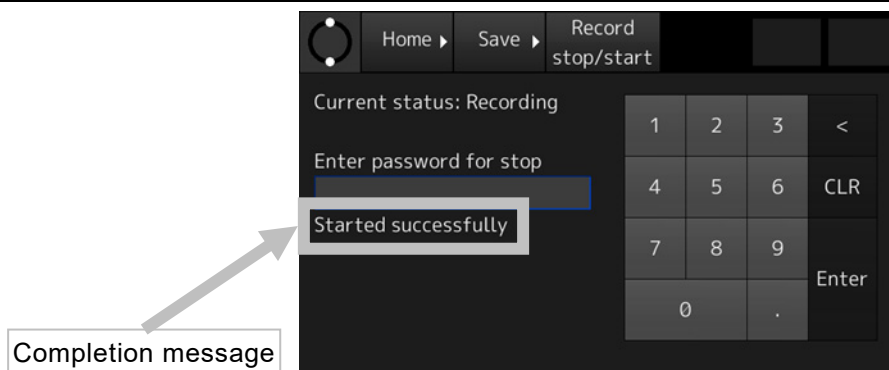 Home Save Record
stop/start
Current status: Recording
Enter password for stop
Started successfully
1 2 3 <
4 5 6 CLR
7 8 9
Enter
0 .
Completion message